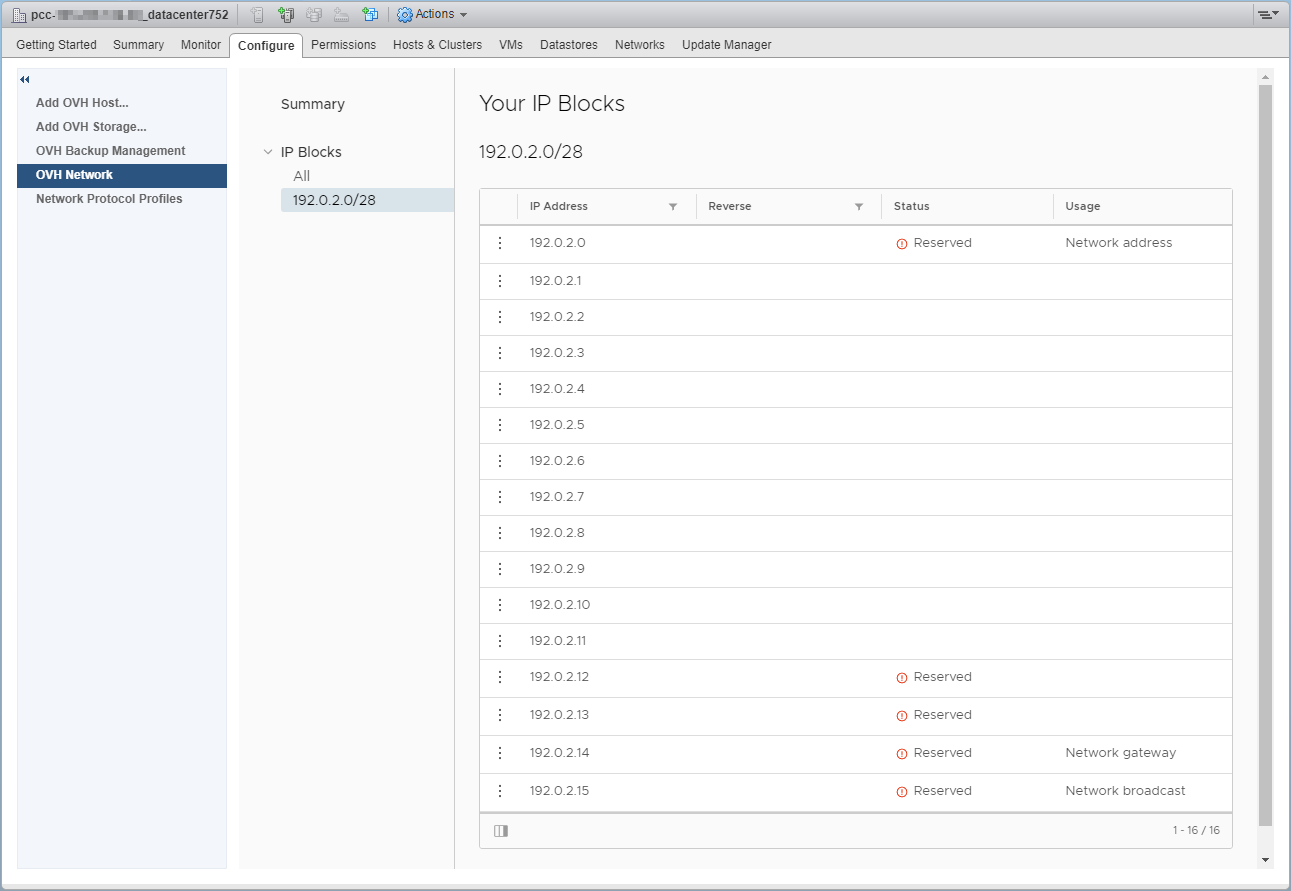 pcc- _datacenter752 Actions
Getting Started Summary Monitor Configure Permissions Hosts & Clusters VMs Datastores Networks Update Manager
Add OVH Host...
Add OVH Storage...
OVH Backup Management
OVH Network
Network Protocol Profiles
Summary
IP Blocks
All
192.0.2.0/28
Your IP Blocks
192.0.2.0/28
IP Address Reverse Status Usage
192.0.2.0 Reserved Network address
192.0.2.1
192.0.2.2
192.0.2.3
192.0.2.4
192.0.2.5
192.0.2.6
192.0.2.7
192.0.2.8
192.0.2.9
192.0.2.10
192.0.2.11
192.0.2.12 Reserved
192.0.2.13 Reserved
192.0.2.14 Reserved Network gateway
192.0.2.15 Reserved Network broadcast
1 - 16 / 16